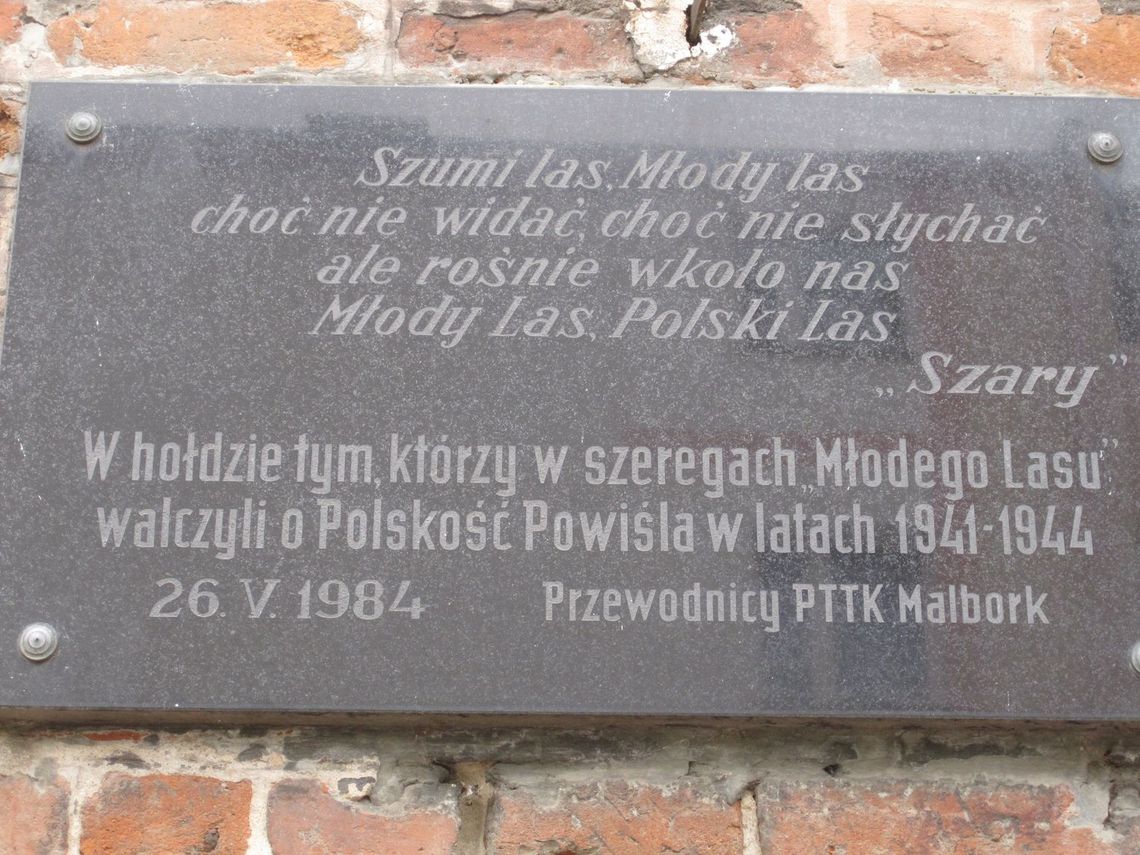 Szumi las, Młody las
choć nie widać, choć nie słychać
ale rośnie wkoło nas
Młody Las, Polski Las
„Szary”
W hołdzie tym, którzy w szeregach „Młodego Lasu”
walczyli o Polskość Powiśla w latach 1941-1944
26. V. 1984 Przewodnicy PTTK Malbork